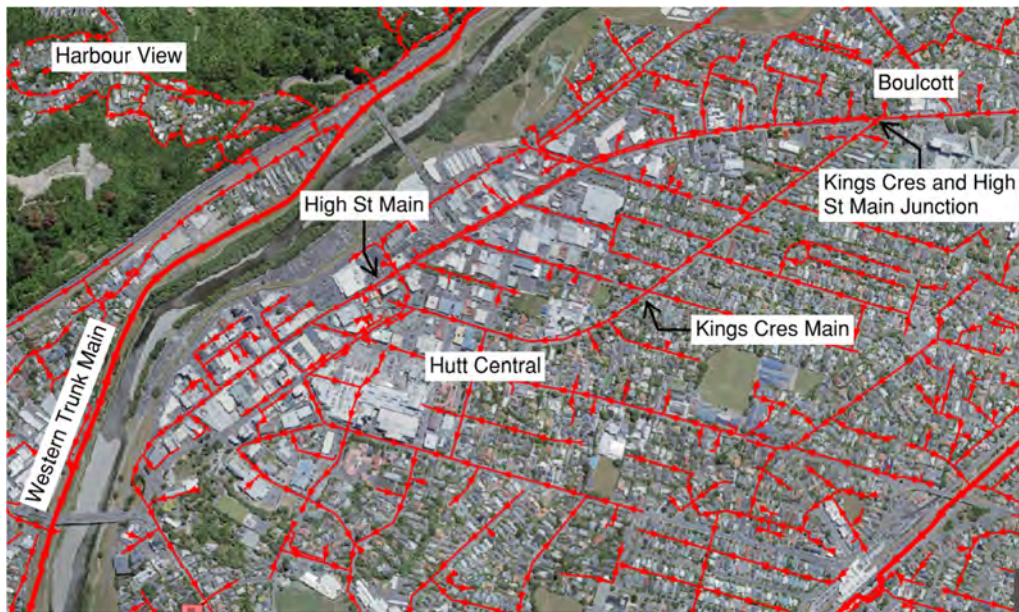 Harbour View
Boulcott
Kings Cres and High
St Main Junction
High St Main
Kings Cres Main
Hutt Central
Western Trunk Main